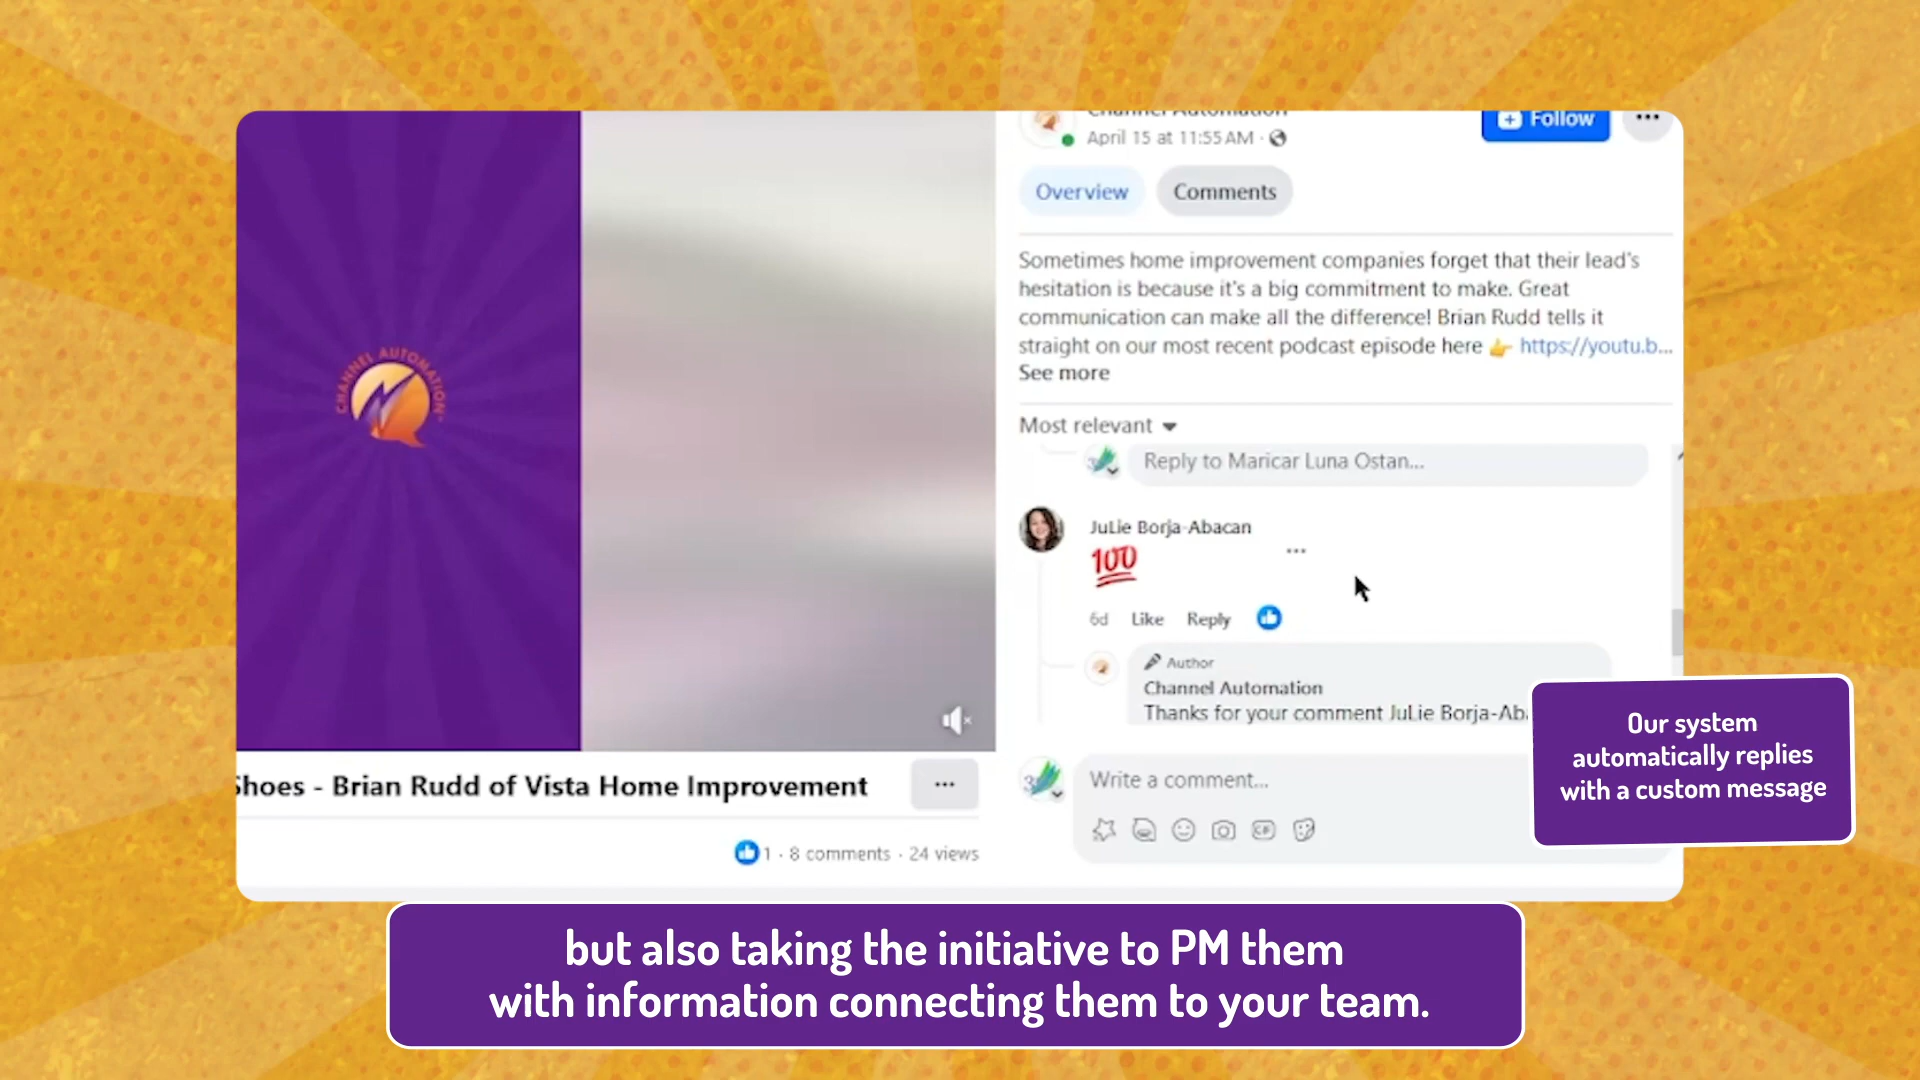 Channel Automation
April 15 at 11:55 AM ·
Follow
Overview
Comments
Sometimes home improvement companies forget that their lead's
hesitation is because it's a big commitment to make. Great
communication can make all the difference! Brian Rudd tells it
straight on our most recent podcast episode here 👉 https://youtu.b...
See more
Most relevant
Reply to Maricar Luna Ostan...
JuLie Borja-Abacan
💯
6d Like Reply
Author
Channel Automation
Thanks for your comment JuLie Borja-Aba
Write a comment...
GIF
CHANNEL AUTOMATION
Shoes - Brian Rudd of Vista Home Improvement
1 · 8 comments · 24 views
Our system
automatically replies
with a custom message
but also taking the initiative to PM them
with information connecting them to your team.